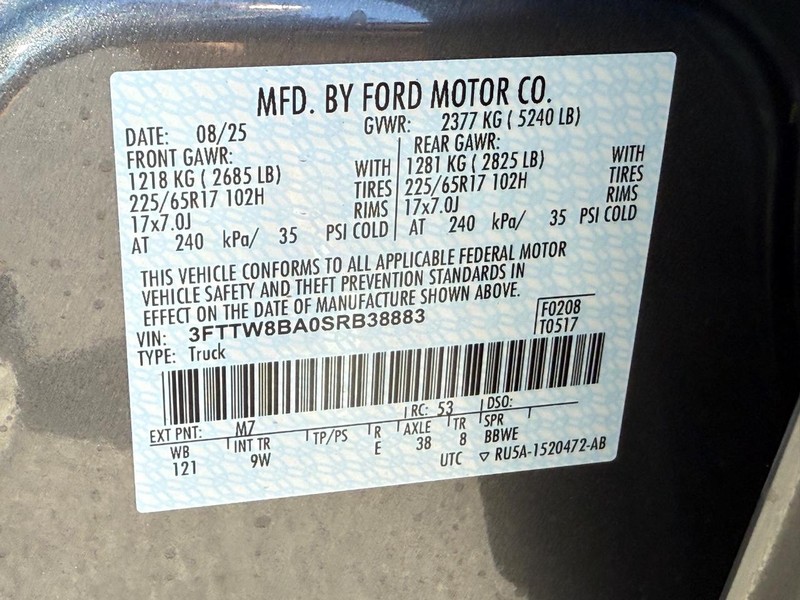 MFD. BY FORD MOTOR CO.
DATE: 08/25 GVWR: 2377 KG ( 5240 LB)
FRONT GAWR: REAR GAWR:
1218 KG ( 2685 LB) WITH 1281 KG ( 2825 LB) WITH
225/65R17 102H TIRES 225/65R17 102H TIRES
17x7.0J RIMS 17x7.0J RIMS
AT 240 kPa/ 35 PSI COLD AT 240 kPa/ 35 PSI COLD
THIS VEHICLE CONFORMS TO ALL APPLICABLE FEDERAL MOTOR
VEHICLE SAFETY AND THEFT PREVENTION STANDARDS IN
EFFECT ON THE DATE OF MANUFACTURE SHOWN ABOVE.
VIN: 3FTTW8BA0SRB38883 F0208
TYPE: Truck T0517
EXT PNT: M7 RC: 53 DSO:
WB INT TR TP/PS R AXLE TR SPR
121 9W E 38 8 BBWE
UTC ▽ RU5A-1520472-AB